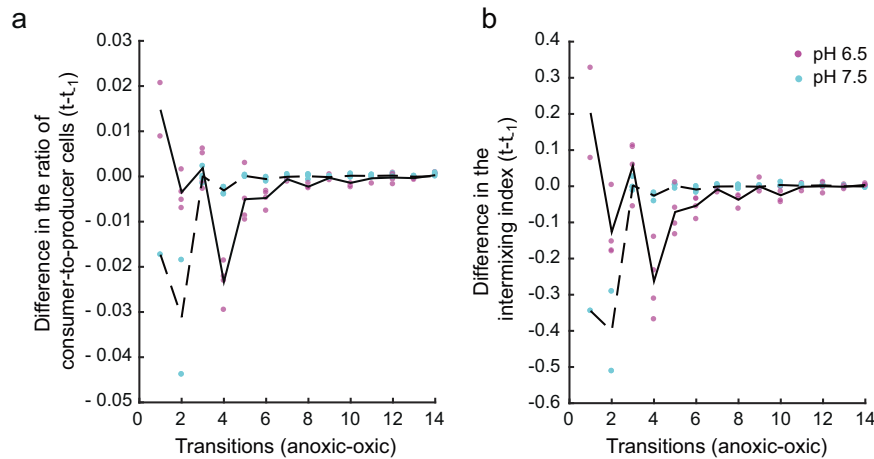 a
Difference in the ratio of
consumer-to-producer cells (t-t-1)
0.03
0.02
0.01
0.00
- 0.01
- 0.02
- 0.03
- 0.04
- 0.05
0 2 4 6 8 10 12 14
Transitions (anoxic-oxic)
b
Difference in the
intermixing index (t-t-1)
0.4
0.3
0.2
0.1
0.0
-0.1
-0.2
-0.3
-0.4
-0.5
-0.6
0 2 4 6 8 10 12 14
Transitions (anoxic-oxic)
pH 6.5
pH 7.5